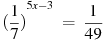 (1/7)^{5x-3} = 1/49